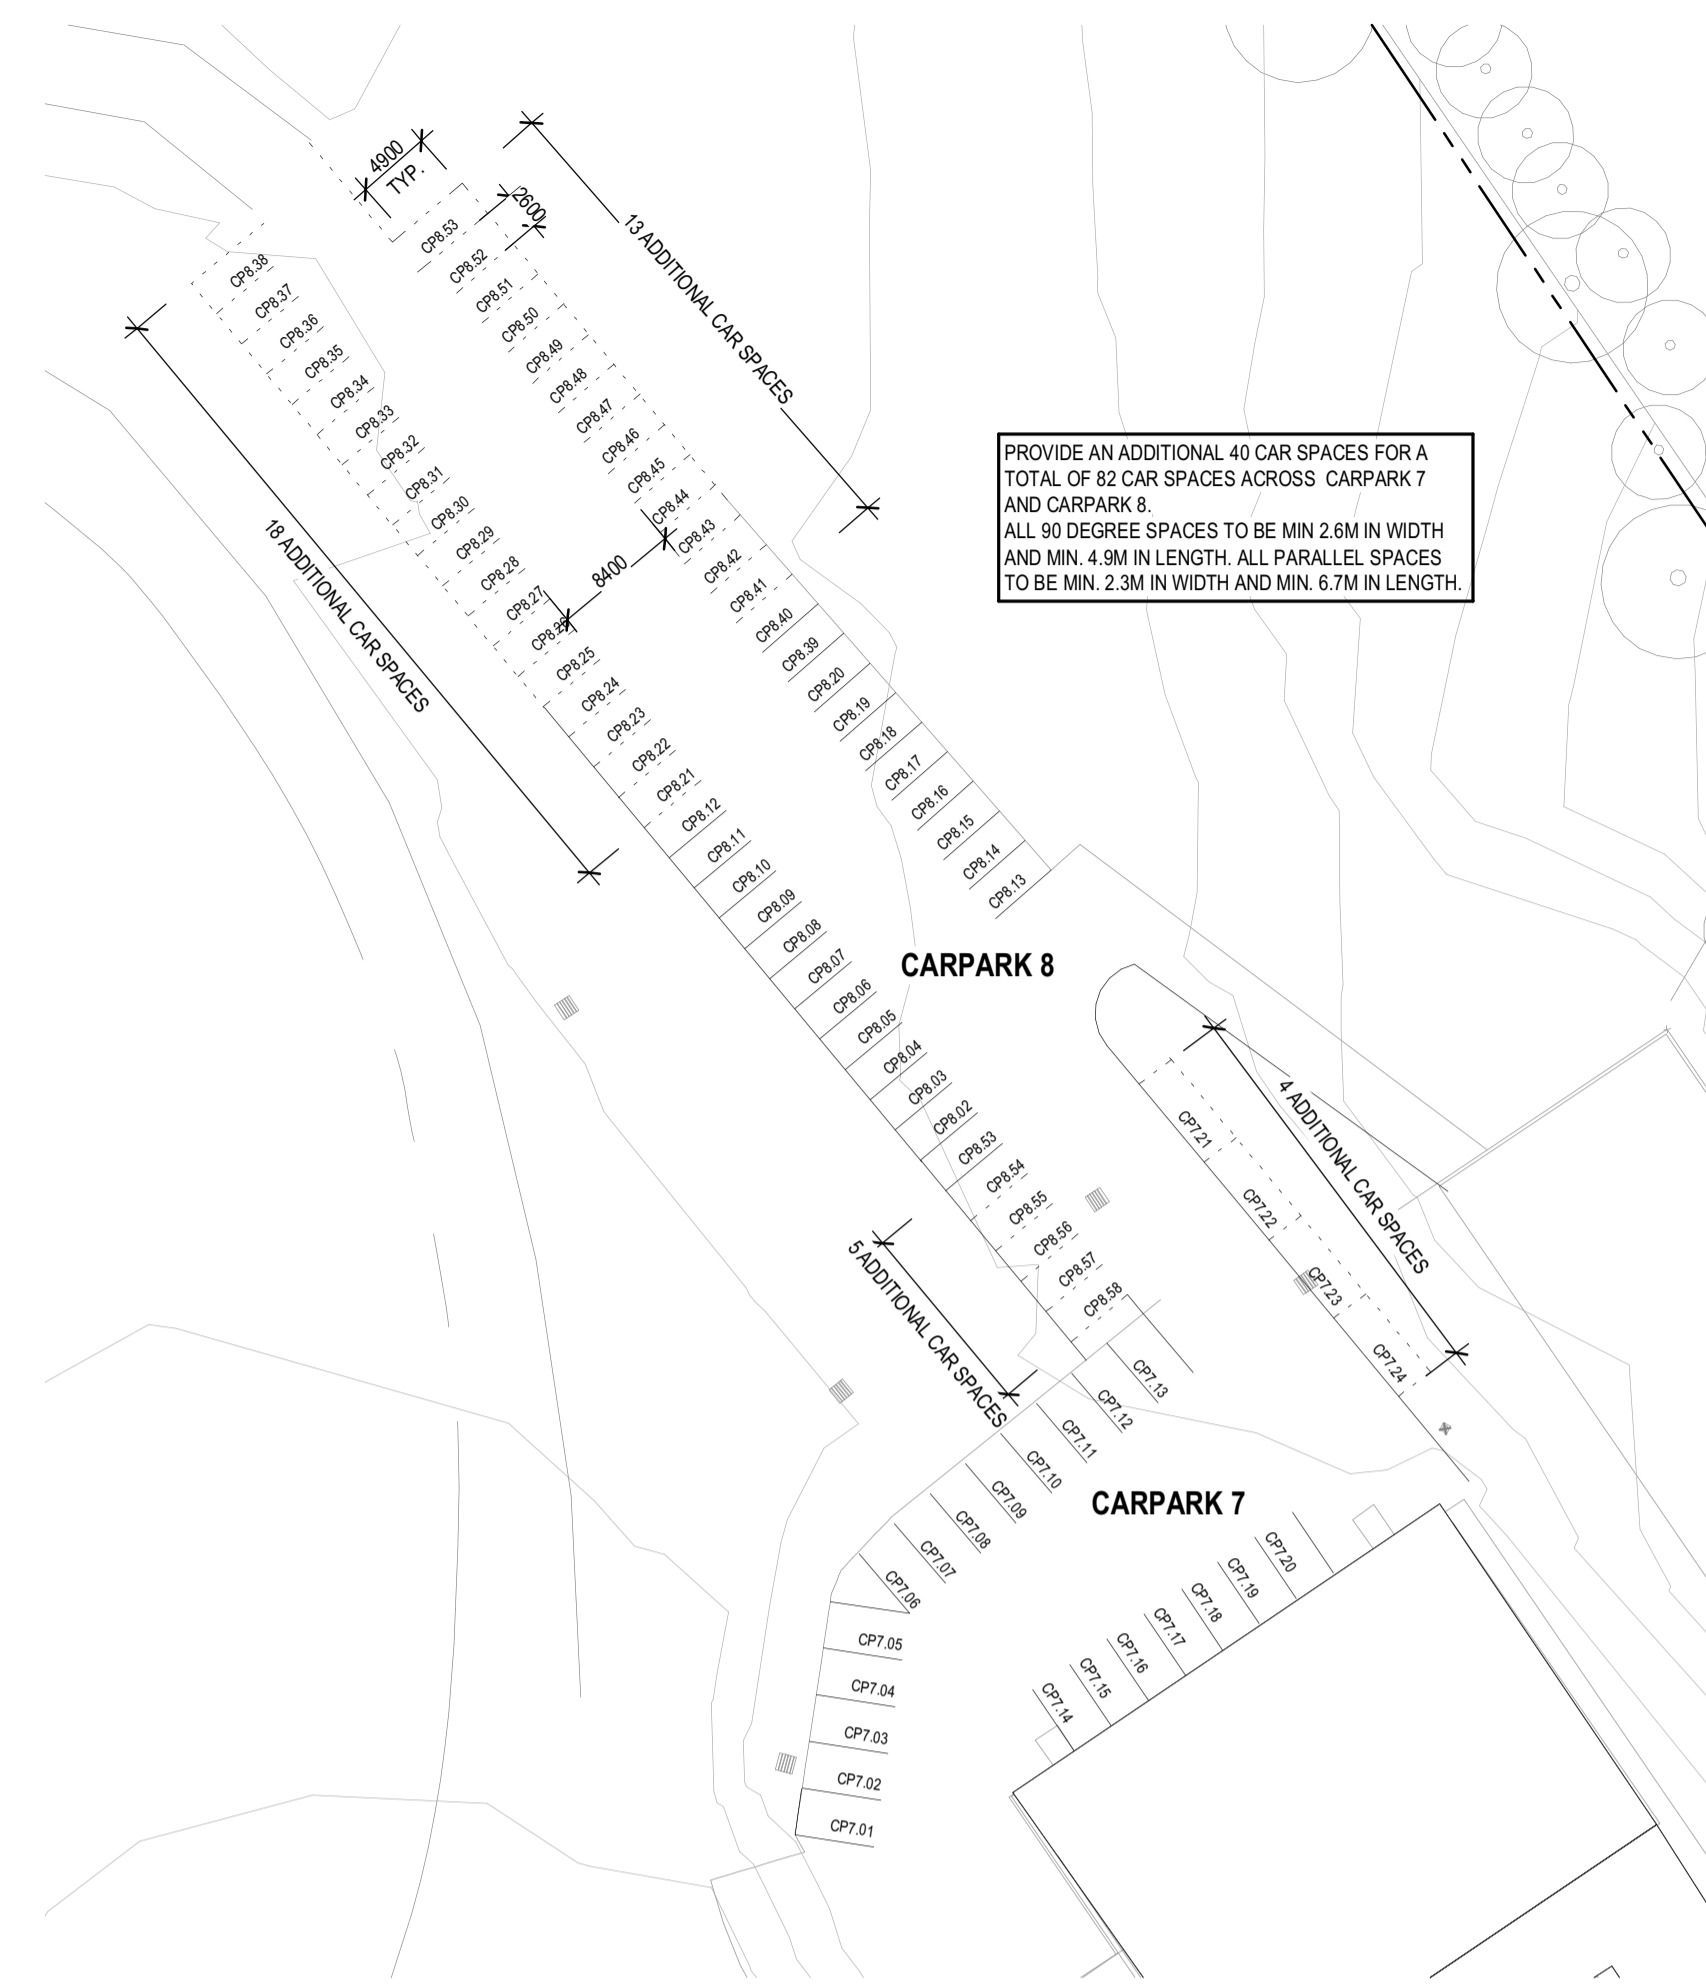 4900
TYP.
2600
13 ADDITIONAL CAR SPACES
CP8.53
CP8.52
CP8.51
CP8.50
CP8.49
CP8.48
CP8.47
CP8.46
CP8.45
CP8.44
CP8.43
CP8.42
CP8.41
CP8.40
CP8.39
CP8.20
CP8.19
CP8.18
CP8.17
CP8.16
CP8.15
CP8.14
CP8.13
PROVIDE AN ADDITIONAL 40 CAR SPACES FOR A
TOTAL OF 82 CAR SPACES ACROSS CARPARK 7
AND CARPARK 8.
ALL 90 DEGREE SPACES TO BE MIN 2.6M IN WIDTH
AND MIN. 4.9M IN LENGTH. ALL PARALLEL SPACES
TO BE MIN. 2.3M IN WIDTH AND MIN. 6.7M IN LENGTH.
8400
18 ADDITIONAL CAR SPACES
CP8.38
CP8.37
CP8.36
CP8.35
CP8.34
CP8.33
CP8.32
CP8.31
CP8.30
CP8.29
CP8.28
CP8.27
CP8.26
CP8.25
CP8.24
CP8.23
CP8.22
CP8.21
CP8.12
CP8.11
CP8.10
CP8.09
CP8.08
CP8.07
CP8.06
CP8.05
CP8.04
CP8.03
CP8.02
CP8.53
CP8.54
CP8.55
CP8.56
CP8.57
CP8.58
CARPARK 8
5 ADDITIONAL CAR SPACES
4 ADDITIONAL CAR SPACES
CP7.21
CP7.22
CP7.23
CP7.24
CP7.13
CP7.12
CP7.11
CP7.10
CP7.09
CP7.08
CP7.07
CP7.06
CP7.05
CP7.04
CP7.03
CP7.02
CP7.01
CARPARK 7
CP7.20
CP7.19
CP7.18
CP7.17
CP7.16
CP7.15
CP7.14